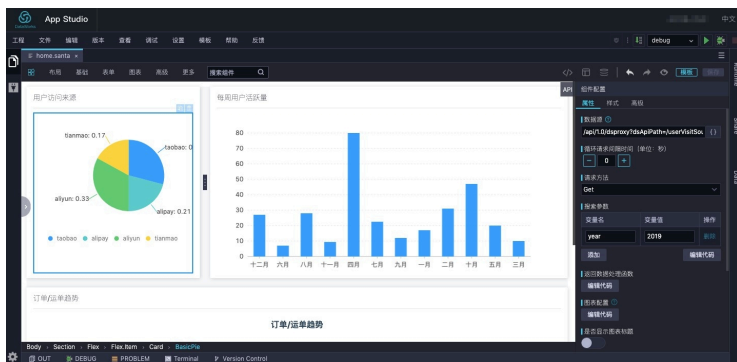 App Studio
中文
工程 文件 编辑 版本 查看 调试 设置 模板 帮助 反馈
debug
home.santa ×
布局 基础 表单 图表 高级 更多 搜索组件
模板
用户访问来源
每周用户活跃量
API
组件配置
属性 样式 高级
tianmao: 0.17
taobao: 0
aliyun: 0.33
alipay: 0.21
taobao alipay aliyun tianmao
80
70
60
50
40
30
20
10
0
十二月 六月 八月 十一月 四月 七月 九月 一月 二月 十月 五月 三月
数据源
/api/1.0/dsproxy?dsApiPath=/userVisitSou
{}
循环请求间隔时间（单位：秒）
− 0 +
请求方法
Get
搜索参数
变量名 变量值 操作
year 2019 删除
添加 编辑代码
返回数据处理函数
编辑代码
图表配置
编辑代码
是否显示图表标题
订单/运单趋势
订单/运单趋势
Body › Section › Flex › Flex.Item › Card › BasicPie
OUT DEBUG PROBLEM Terminal Version Control
Share
Data